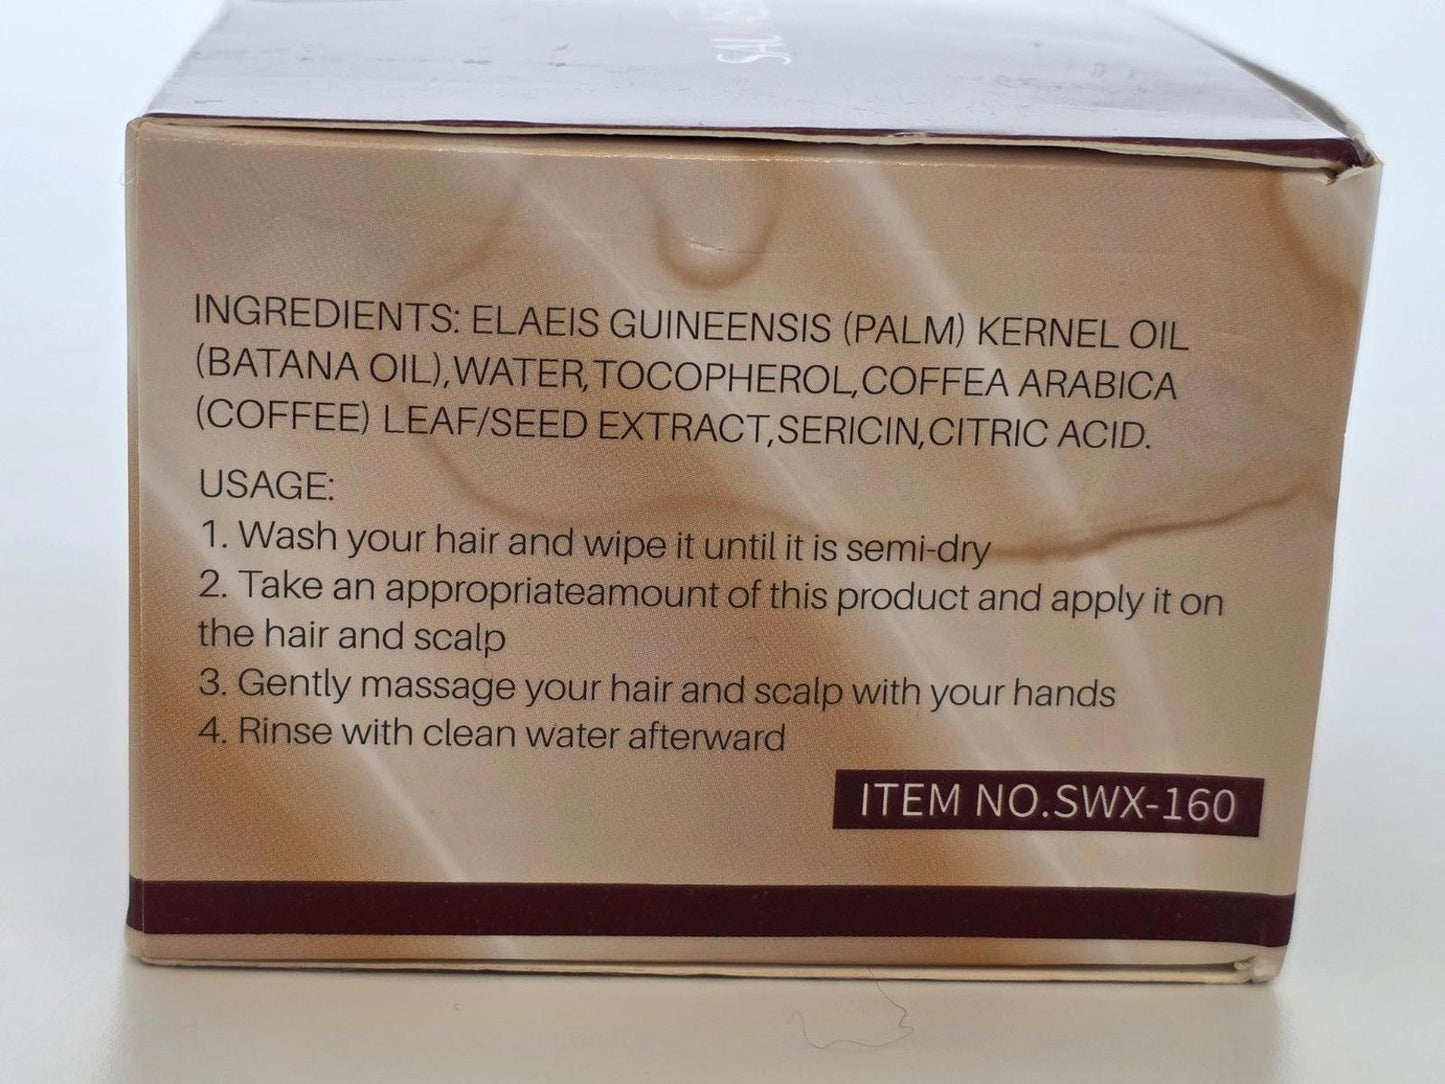 INGREDIENTS: ELAEIS GUINEENSIS (PALM) KERNEL OIL
(BATANA OIL),WATER,TOCOPHEROL,COFFEA ARABICA
(COFFEE) LEAF/SEED EXTRACT,SERICIN,CITRIC ACID.
USAGE:
1. Wash your hair and wipe it until it is semi-dry
2. Take an appropriateamount of this product and apply it on
the hair and scalp
3. Gently massage your hair and scalp with your hands
4. Rinse with clean water afterward
ITEM NO.SWX-160